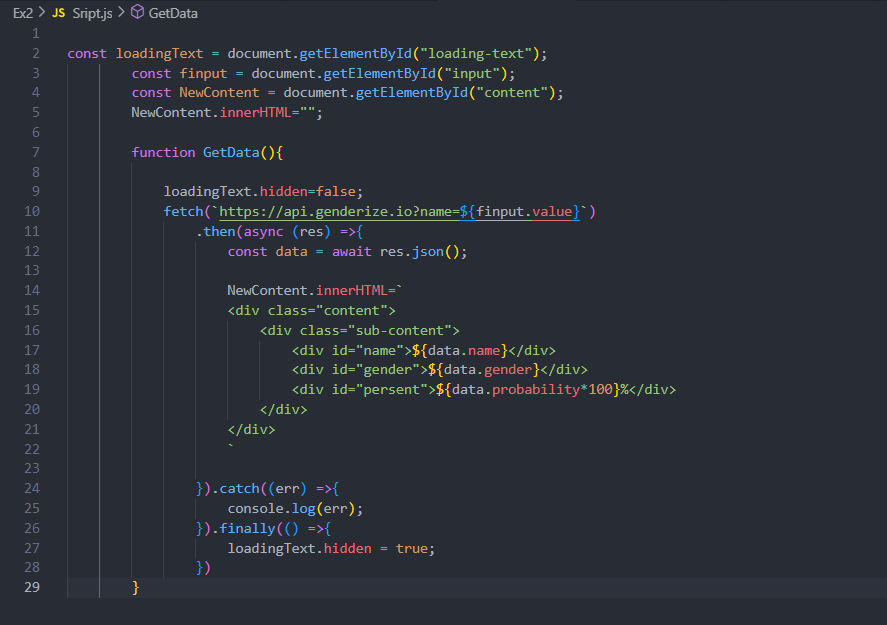 Ex2 > JS Sript.js > GetData
1
2 const loadingText = document.getElementById("loading-text");
3 const finput = document.getElementById("input");
4 const NewContent = document.getElementById("content");
5 NewContent.innerHTML="";
6
7 function GetData(){
8
9 loadingText.hidden=false;
10 fetch(`https://api.genderize.io?name=${finput.value}`)
11 .then(async (res) =>{
12 const data = await res.json();
13
14 NewContent.innerHTML=`
15 <div class="content">
16 <div class="sub-content">
17 <div id="name">${data.name}</div>
18 <div id="gender">${data.gender}</div>
19 <div id="persent">${data.probability*100}%</div>
20 </div>
21 </div>
22 `
23
24 }).catch((err) =>{
25 console.log(err);
26 }).finally(() =>{
27 loadingText.hidden = true;
28 })
29 }